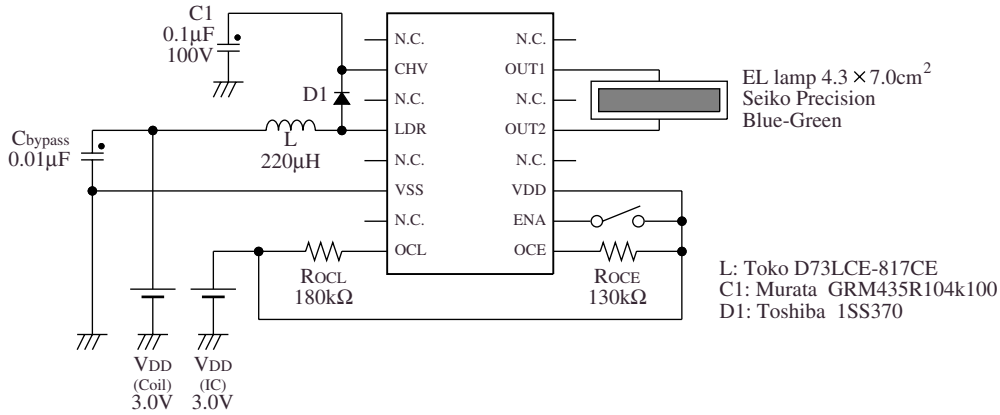 C1
0.1μF
100V
N.C.
CHV
D1
N.C.
LDR
L
220μH
Cbypass
0.01μF
N.C.
VSS
N.C.
OCL
ROCL
180kΩ
VDD
(Coil)
3.0V
VDD
(IC)
3.0V
N.C.
OUT1
N.C.
OUT2
N.C.
VDD
ENA
OCE
ROCE
130kΩ
EL lamp 4.3×7.0cm²
Seiko Precision
Blue-Green
L: Toko D73LCE-817CE
C1: Murata GRM435R104k100
D1: Toshiba 1SS370